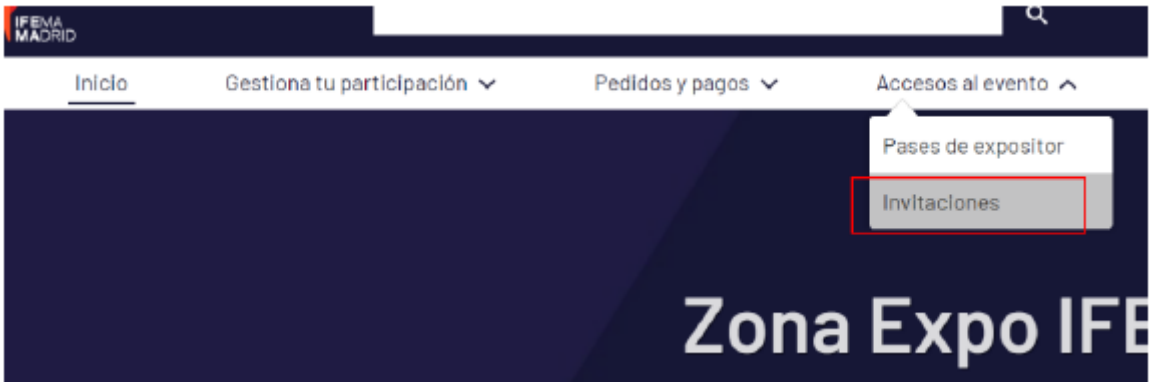 IFEMA
MADRID
Inicio Gestiona tu participación Pedidos y pagos Accesos al evento
Pases de expositor
Invitaciones
Zona Expo IFE